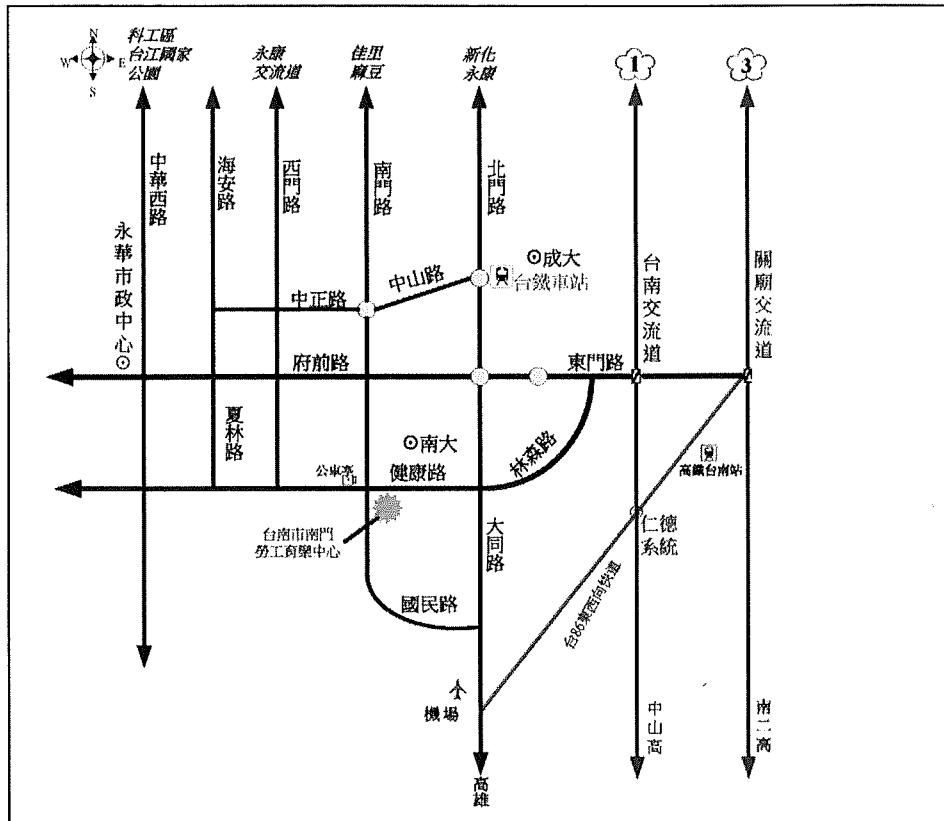 N
W
E
S
科工區
台江國家
公園
永康
交流道
佳里
麻豆
新化
永康
1
3
中華西路
海安路
西門路
南門路
北門路
永華市政中心
台南交流道
關廟交流道
成大
台鐵車站
中山路
中正路
府前路
東門路
夏林路
南大
林森路
公車亭
健康路
高鐵台南站
台南市南門
勞工育樂中心
大同路
仁德
系統
國民路
台86東西向快道
機場
中山高
南二高
高雄